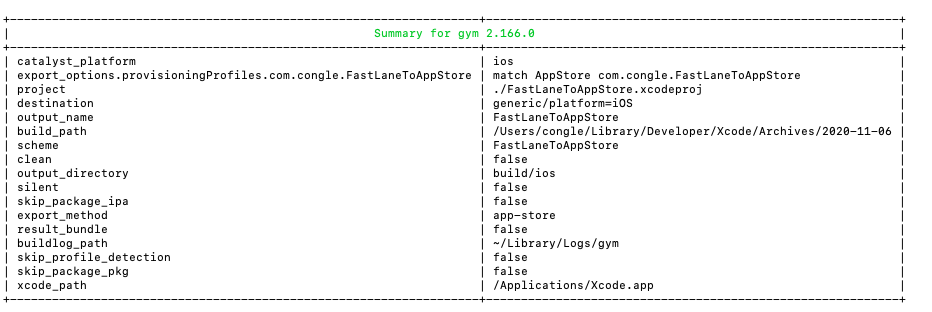 Summary for gym 2.166.0
catalyst_platform | ios
export_options.provisioningProfiles.com.congle.FastLaneToAppStore | match AppStore com.congle.FastLaneToAppStore
project | ./FastLaneToAppStore.xcodeproj
destination | generic/platform=iOS
output_name | FastLaneToAppStore
build_path | /Users/congle/Library/Developer/Xcode/Archives/2020-11-06
scheme | FastLaneToAppStore
clean | false
output_directory | build/ios
silent | false
skip_package_ipa | false
export_method | app-store
result_bundle | false
buildlog_path | ~/Library/Logs/gym
skip_profile_detection | false
skip_package_pkg | false
xcode_path | /Applications/Xcode.app